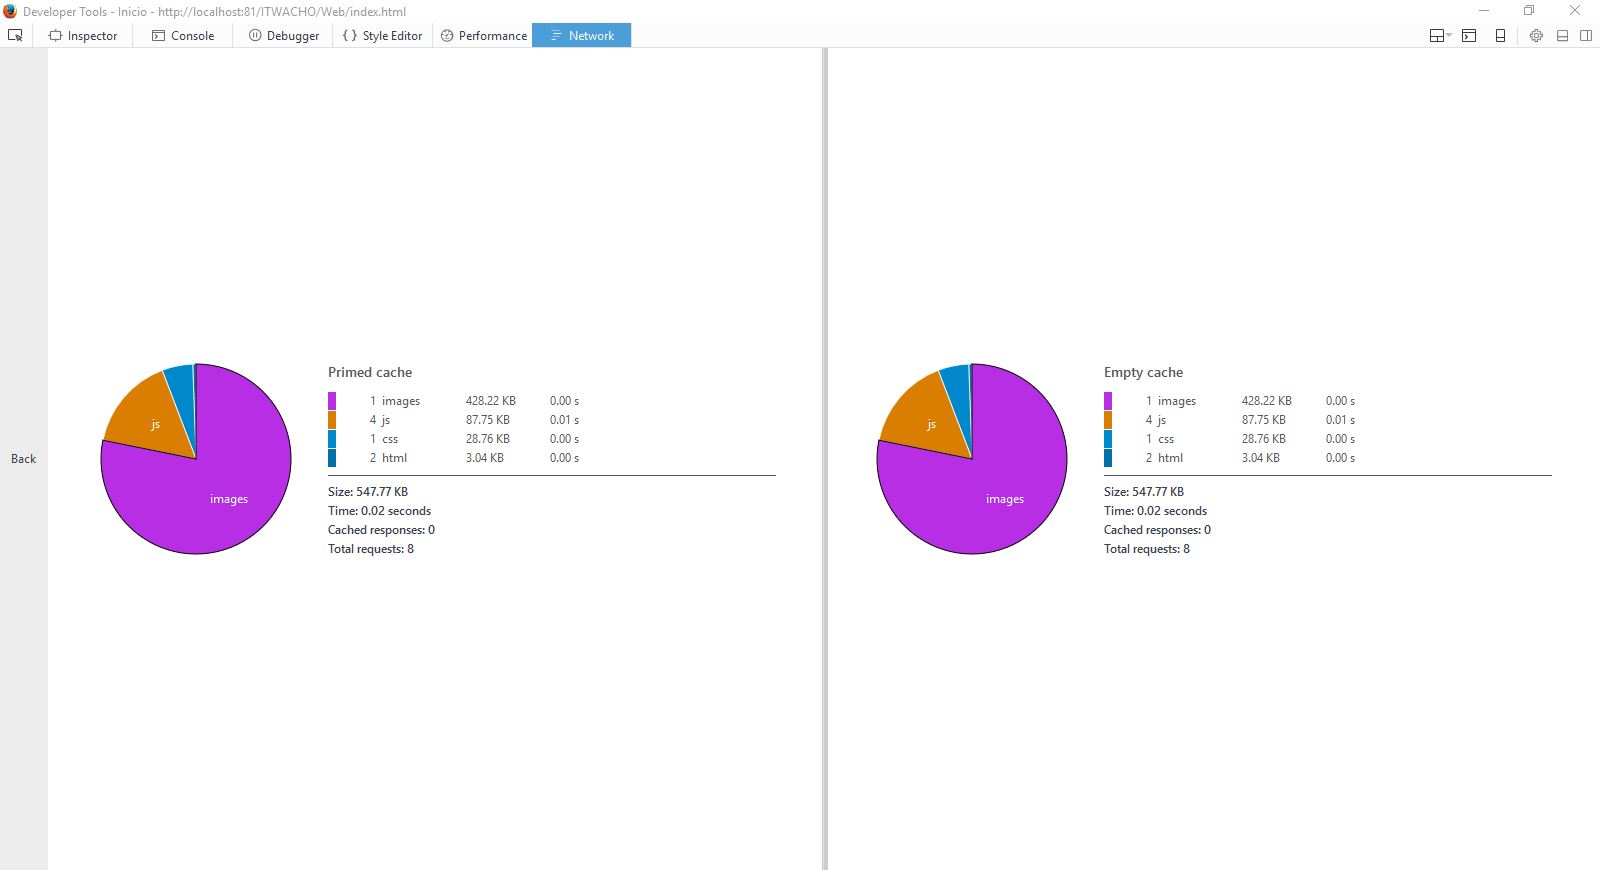 Developer Tools - Inicio - http://localhost:81/ITWACHO/Web/index.html
Inspector Console Debugger { } Style Editor Performance Network
Back
js
images
Primed cache
1 images 428.22 KB 0.00 s
4 js 87.75 KB 0.01 s
1 css 28.76 KB 0.00 s
2 html 3.04 KB 0.00 s
Size: 547.77 KB
Time: 0.02 seconds
Cached responses: 0
Total requests: 8
js
images
Empty cache
1 images 428.22 KB 0.00 s
4 js 87.75 KB 0.01 s
1 css 28.76 KB 0.00 s
2 html 3.04 KB 0.00 s
Size: 547.77 KB
Time: 0.02 seconds
Cached responses: 0
Total requests: 8